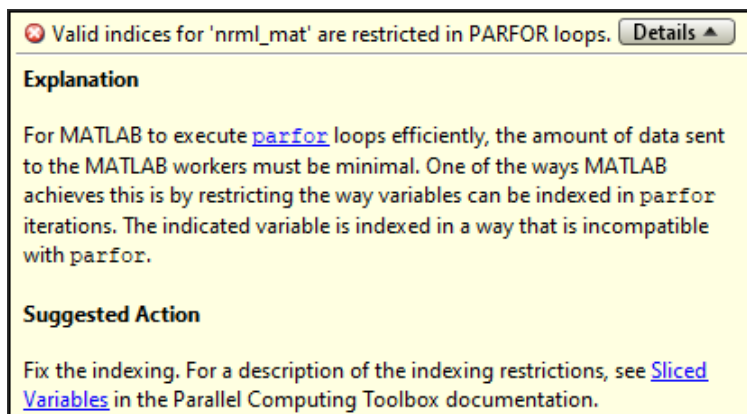 Valid indices for 'nrml_mat' are restricted in PARFOR loops. Details ▲
Explanation
For MATLAB to execute parfor loops efficiently, the amount of data sent
to the MATLAB workers must be minimal. One of the ways MATLAB
achieves this is by restricting the way variables can be indexed in parfor
iterations. The indicated variable is indexed in a way that is incompatible
with parfor.
Suggested Action
Fix the indexing. For a description of the indexing restrictions, see Sliced
Variables in the Parallel Computing Toolbox documentation.